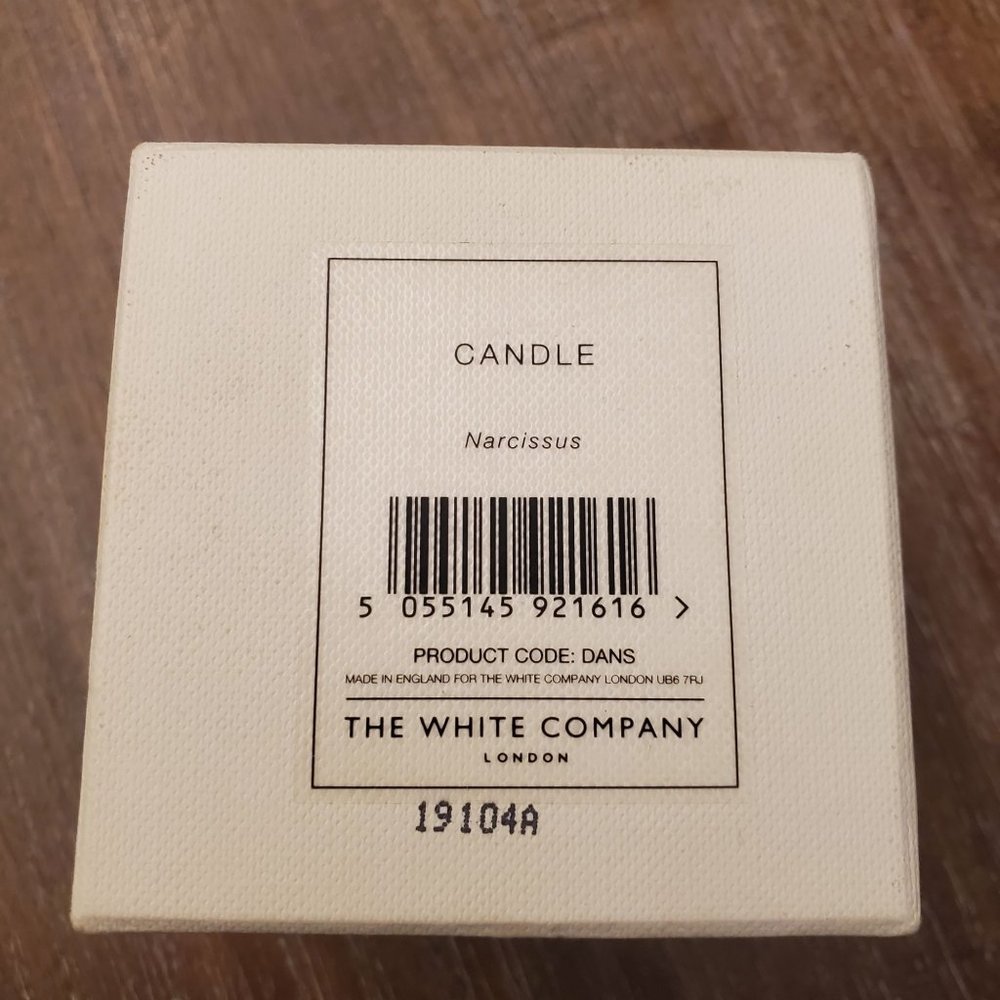 CANDLE
Narcissus
5 055145 921616 >
PRODUCT CODE: DANS
MADE IN ENGLAND FOR THE WHITE COMPANY LONDON UB6 7RJ
THE WHITE COMPANY
LONDON
19104A